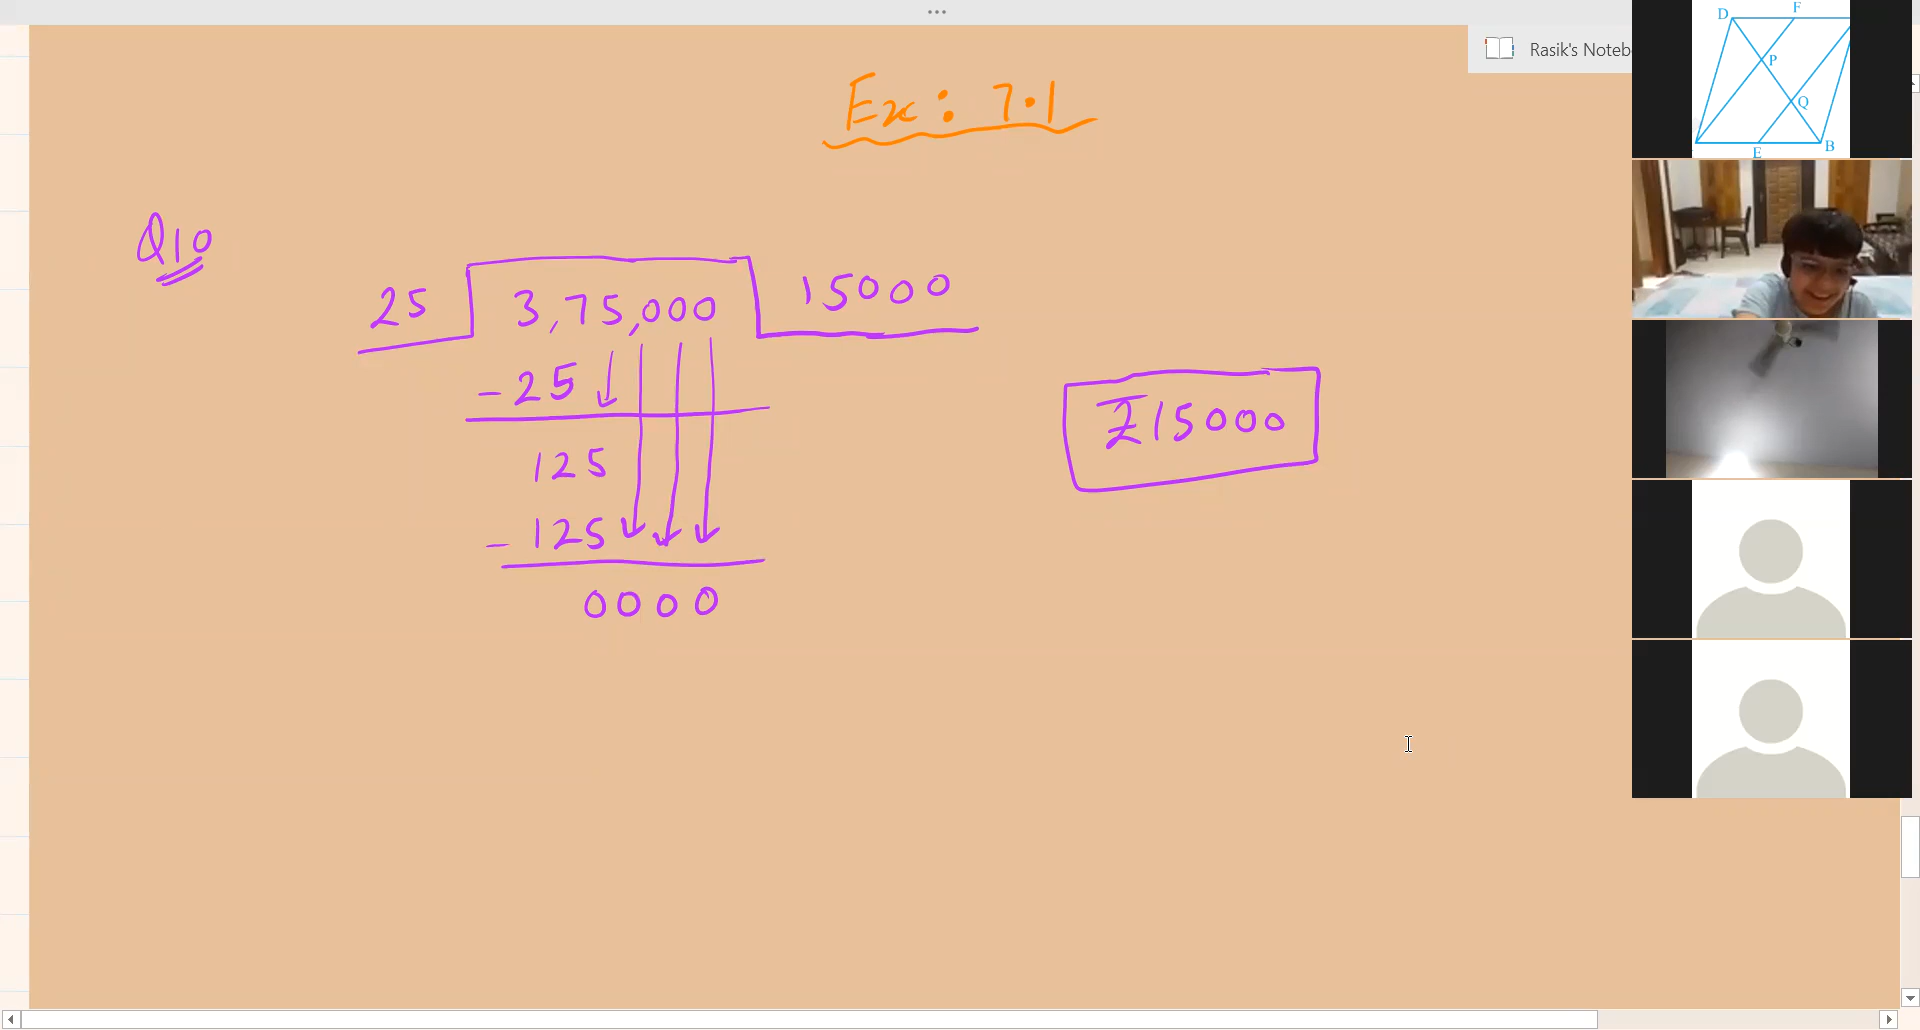 •••
Rasik's Noteb
Ex: 7.1
Q10
25 3,75,000 15000
-25
125
-125
0000
₹15000
D F
P
Q
E B